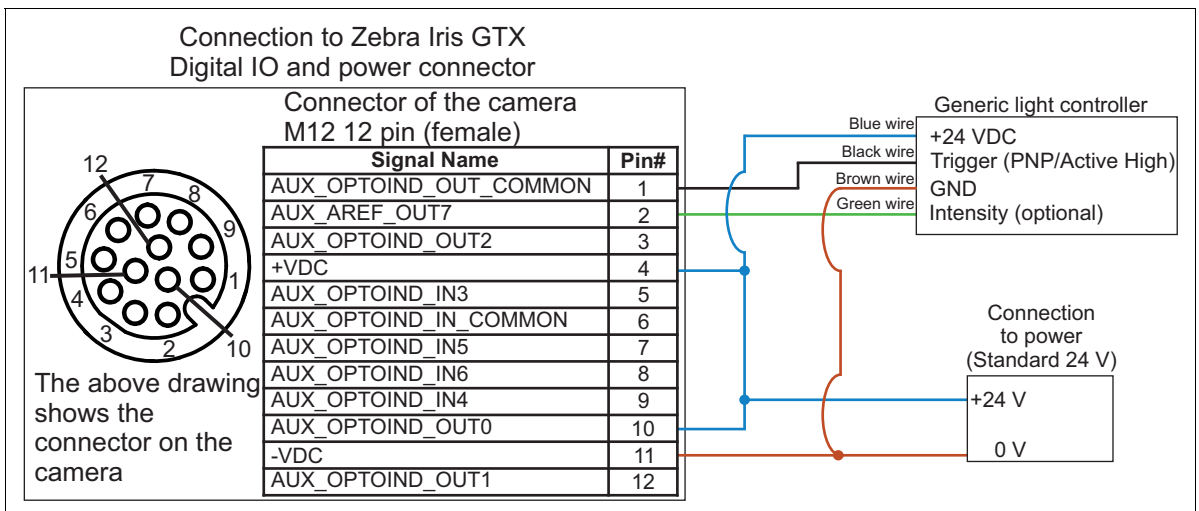 Connection to Zebra Iris GTX
Digital IO and power connector
Connector of the camera
M12 12 pin (female)
Signal Name Pin#
AUX_OPTOIND_OUT_COMMON 1
AUX_AREF_OUT7 2
AUX_OPTOIND_OUT2 3
+VDC 4
AUX_OPTOIND_IN3 5
AUX_OPTOIND_IN_COMMON 6
AUX_OPTOIND_IN5 7
AUX_OPTOIND_IN6 8
AUX_OPTOIND_IN4 9
AUX_OPTOIND_OUT0 10
-VDC 11
AUX_OPTOIND_OUT1 12
12
7
8
6
9
5
11
1
4
3
2
10
The above drawing
shows the
connector on the
camera
Generic light controller
Blue wire +24 VDC
Black wire Trigger (PNP/Active High)
Brown wire GND
Green wire Intensity (optional)
Connection
to power
(Standard 24 V)
+24 V
0 V